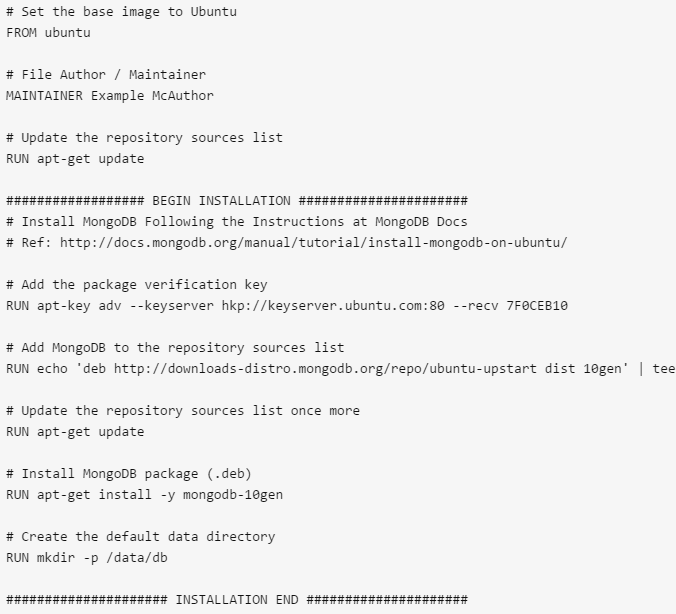 # Set the base image to Ubuntu
FROM ubuntu
# File Author / Maintainer
MAINTAINER Example McAuthor
# Update the repository sources list
RUN apt-get update
################## BEGIN INSTALLATION ######################
# Install MongoDB Following the Instructions at MongoDB Docs
# Ref: http://docs.mongodb.org/manual/tutorial/install-mongodb-on-ubuntu/
# Add the package verification key
RUN apt-key adv --keyserver hkp://keyserver.ubuntu.com:80 --recv 7F0CEB10
# Add MongoDB to the repository sources list
RUN echo 'deb http://downloads-distro.mongodb.org/repo/ubuntu-upstart dist 10gen' | tee
# Update the repository sources list once more
RUN apt-get update
# Install MongoDB package (.deb)
RUN apt-get install -y mongodb-10gen
# Create the default data directory
RUN mkdir -p /data/db
##################### INSTALLATION END #####################